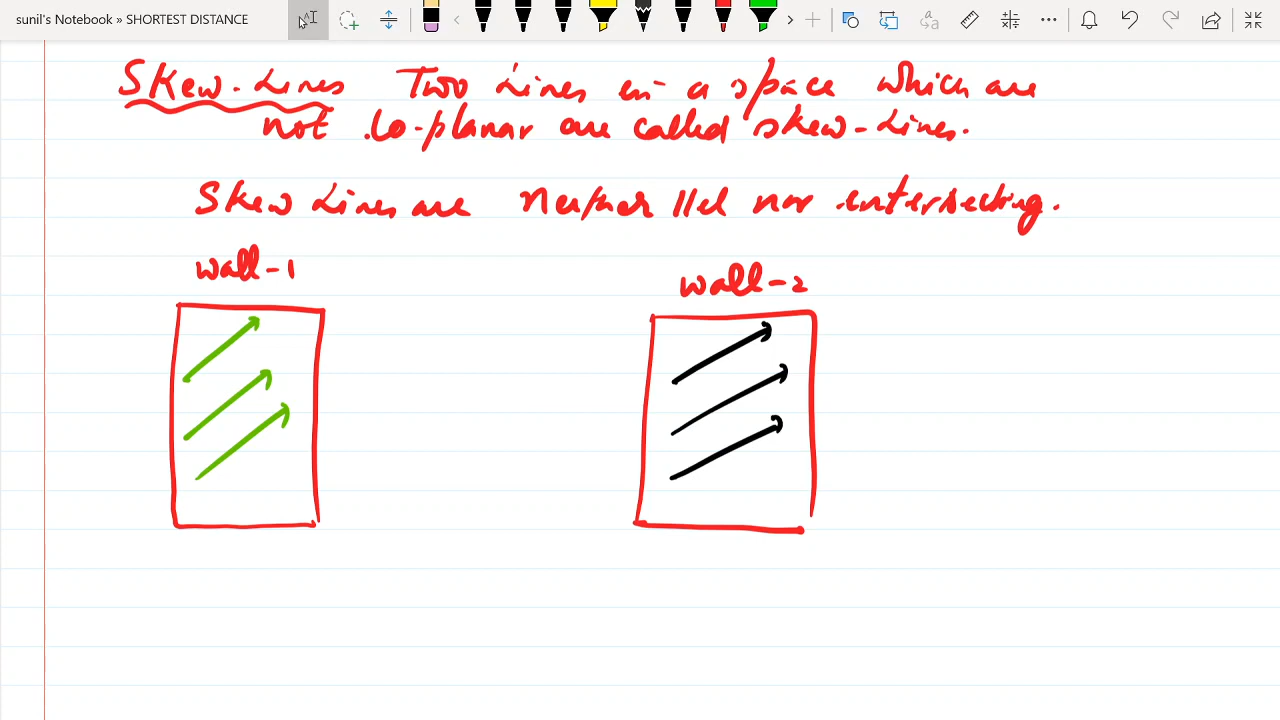 sunil's Notebook » SHORTEST DISTANCE
Skew-Lines Two Lines in a space which are
not Co-planar are called skew-Lines.
Skew Lines are Neither llel nor intersecting.
wall-1
wall-2